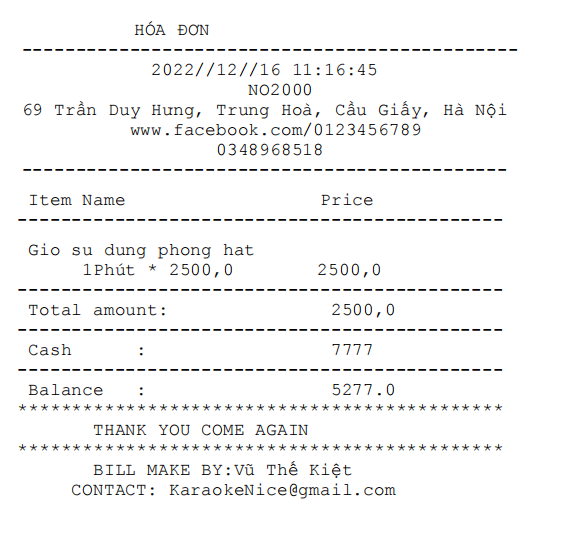 HÓA ĐƠN
----------------------------------------------
2022//12//16 11:16:45
NO2000
69 Trần Duy Hưng, Trung Hoà, Cầu Giấy, Hà Nội
www.facebook.com/0123456789
0348968518
---------------------------------------------
Item Name Price
---------------------------------------------
Gio su dung phong hat
1Phút * 2500,0 2500,0
---------------------------------------------
Total amount: 2500,0
---------------------------------------------
Cash : 7777
---------------------------------------------
Balance : 5277.0
*********************************************
THANK YOU COME AGAIN
*********************************************
BILL MAKE BY:Vũ Thế Kiệt
CONTACT: KaraokeNice@gmail.com